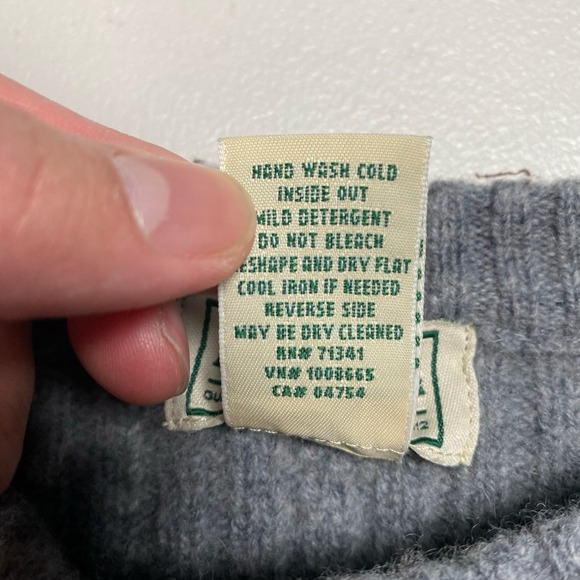 HAND WASH COLD
INSIDE OUT
MILD DETERGENT
DO NOT BLEACH
ESHAPE AND DRY FLAT
COOL IRON IF NEEDED
REVERSE SIDE
MAY BE DRY CLEANED
RN# 71341
VN# 1008665
CA# 04754